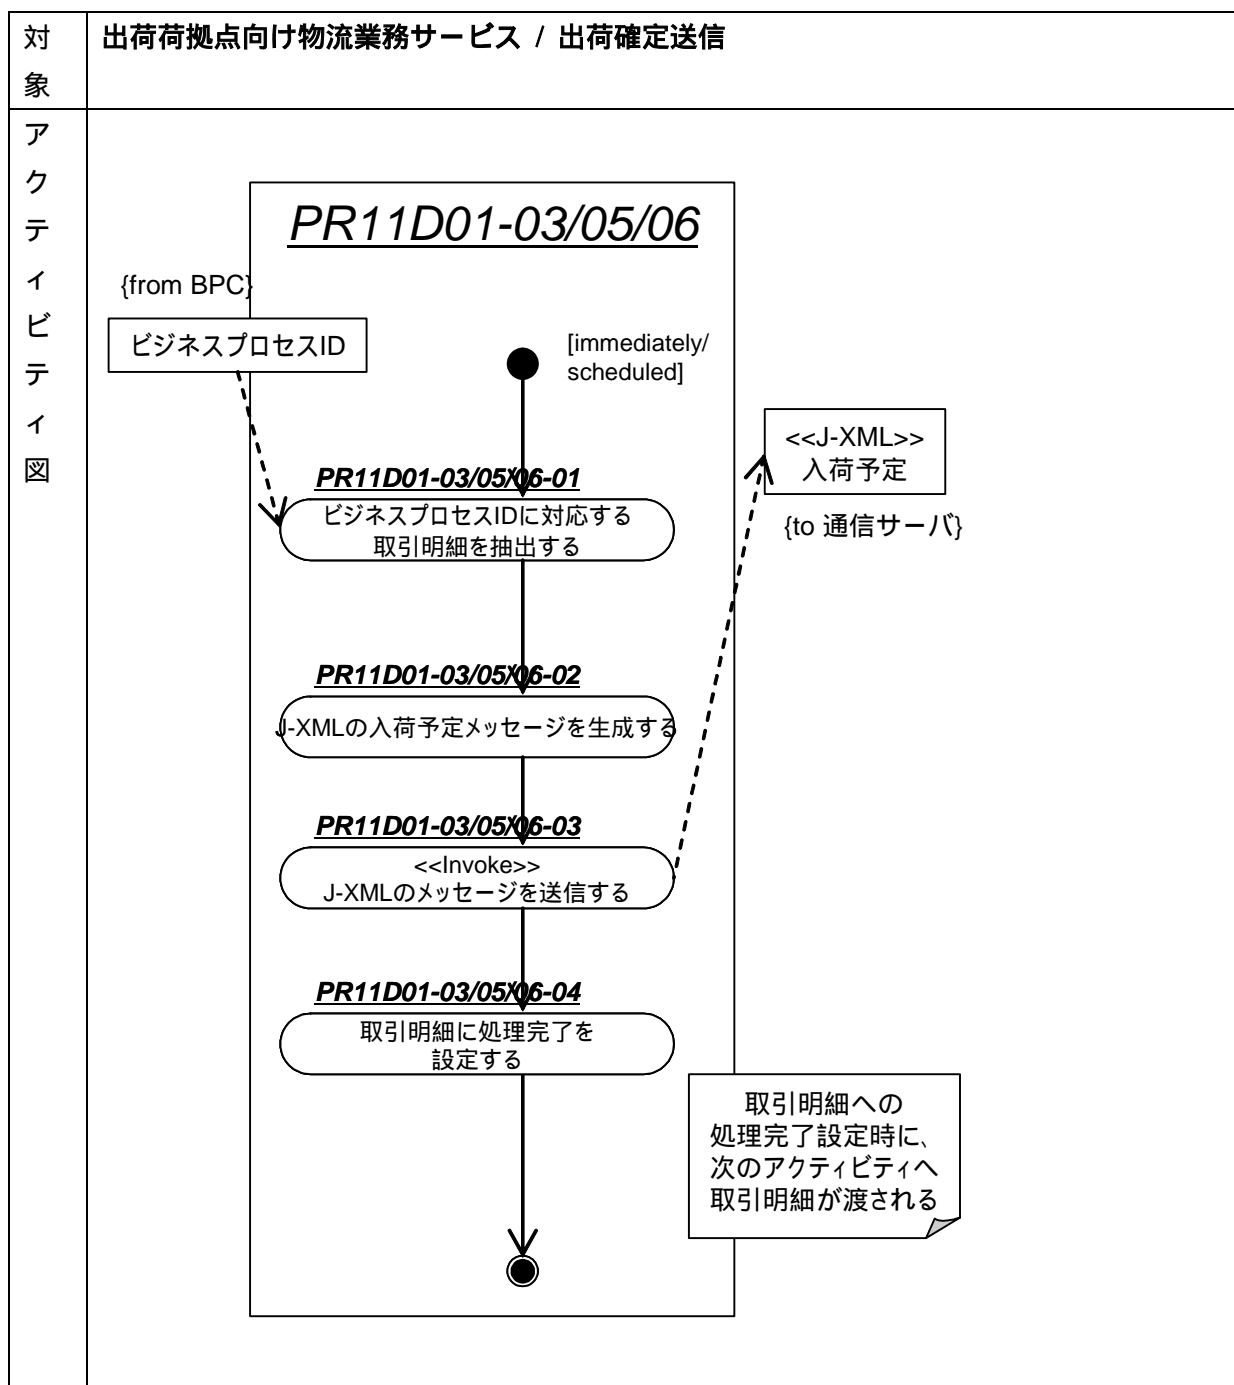 対
象
出荷荷拠点向け物流業務サービス / 出荷確定送信
ア
ク
テ
ィ
ビ
テ
ィ
図
PR11D01-03/05/06
{from BPC}
ビジネスプロセスID
[immediately/
scheduled]
<<J-XML>>
入荷予定
{to 通信サーバ}
PR11D01-03/05/06-01
ビジネスプロセスIDに対応する
取引明細を抽出する
PR11D01-03/05/06-02
J-XMLの入荷予定メッセージを生成する
PR11D01-03/05/06-03
<<Invoke>>
J-XMLのメッセージを送信する
PR11D01-03/05/06-04
取引明細に処理完了を
設定する
取引明細への
処理完了設定時に、
次のアクティビティへ
取引明細が渡される